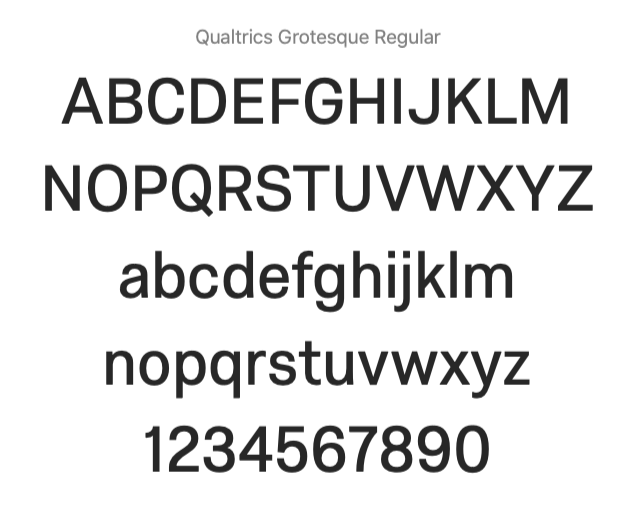 Qualtrics Grotesque Regular
ABCDEFGHIJKLM
NOPQRSTUVWXYZ
abcdefghijklm
nopqrstuvwxyz
1234567890